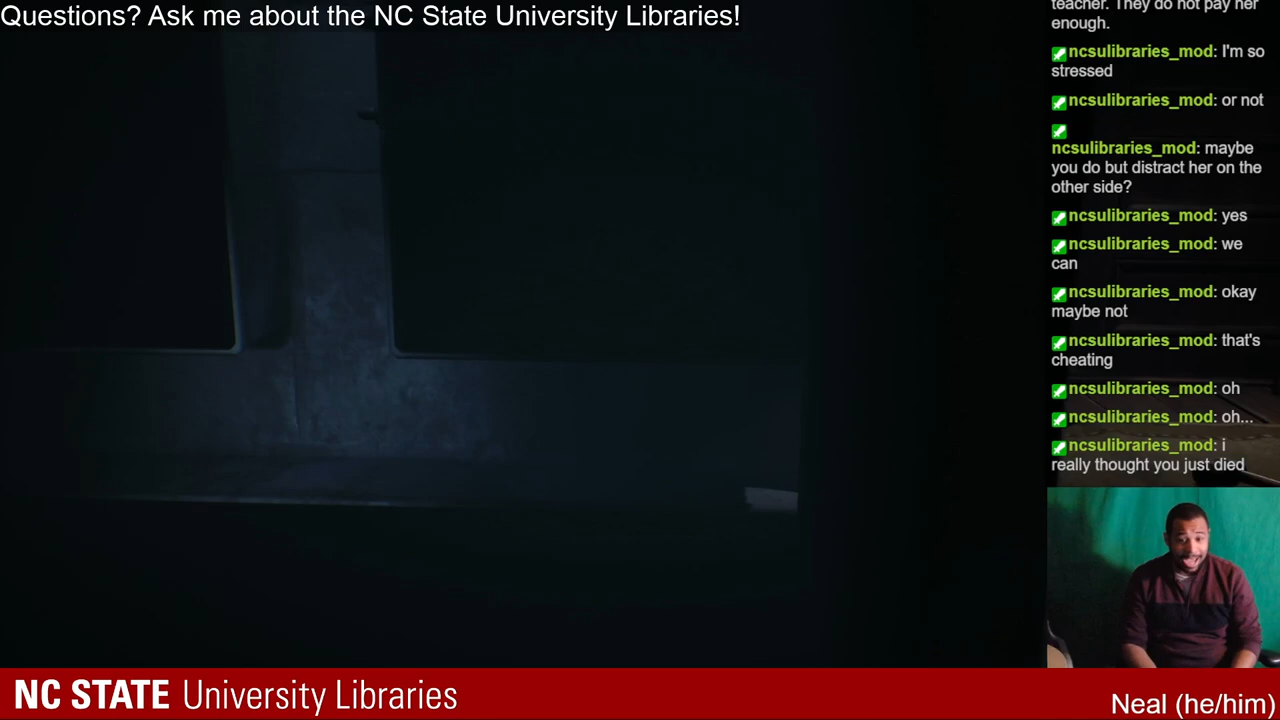 Questions? Ask me about the NC State University Libraries!
teacher. They do not pay her
enough.
ncsulibraries_mod: I'm so
stressed
ncsulibraries_mod: or not
ncsulibraries_mod: maybe
you do but distract her on the
other side?
ncsulibraries_mod: yes
ncsulibraries_mod: we
can
ncsulibraries_mod: okay
maybe not
ncsulibraries_mod: that's
cheating
ncsulibraries_mod: oh
ncsulibraries_mod: oh...
ncsulibraries_mod: i
really thought you just died
NC STATE University Libraries
Neal (he/him)